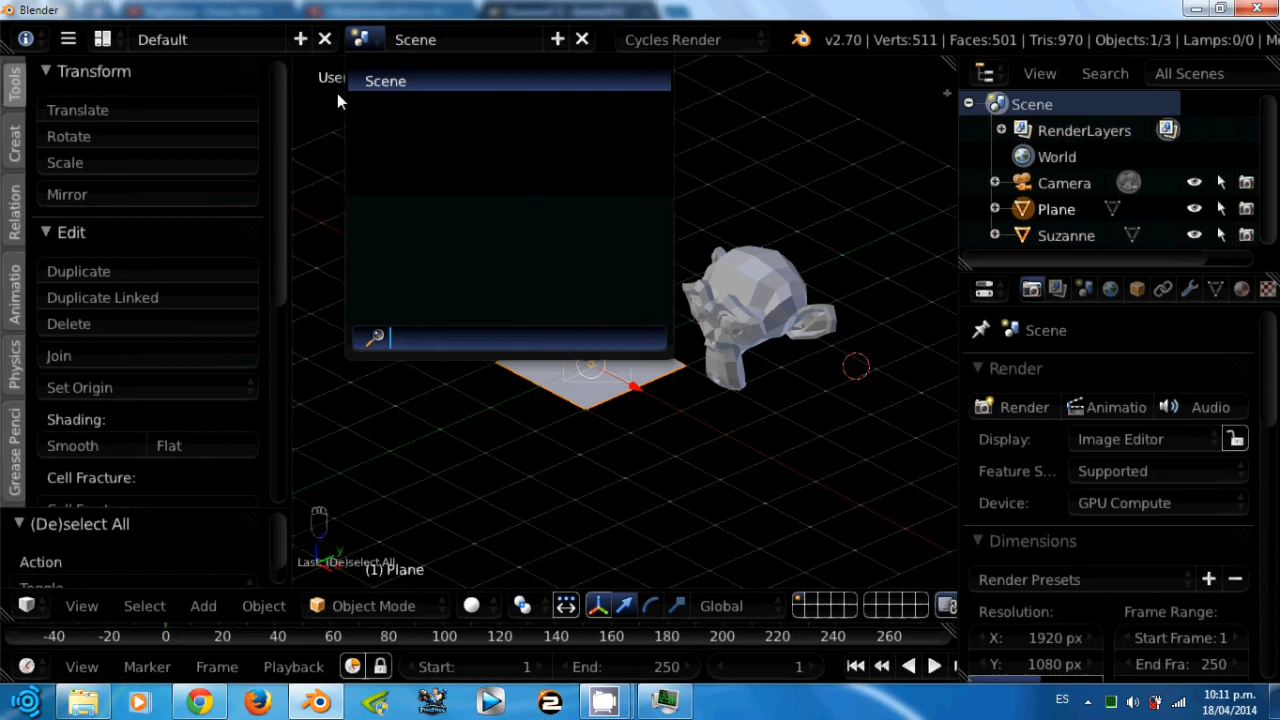 Blender
Default
Scene
Cycles Render
v2.70 | Verts:511 | Faces:501 | Tris:970 | Objects:1/3 | Lamps:0/0 | Me
Tools
Creat
Relation
Animatio
Physics
Grease Penci
Transform
Translate
Rotate
Scale
Mirror
Edit
Duplicate
Duplicate Linked
Delete
Join
Set Origin
Shading:
Smooth
Flat
Cell Fracture:
(De)select All
Action
User
Scene
Last: (De)select All
(1) Plane
View
Search
All Scenes
Scene
RenderLayers
World
Camera
Plane
Suzanne
Scene
Render
Render
Animatio
Audio
Display:
Image Editor
Feature S...
Supported
Device:
GPU Compute
Dimensions
Render Presets
Resolution:
Frame Range:
X: 1920 px
Start Frame: 1
Y: 1080 px
End Fra: 250
View
Select
Add
Object
Object Mode
Global
-40 -20 0 20 40 60 80 100 120 140 160 180 200 220 240 260
View
Marker
Frame
Playback
Start: 1
End: 250
1
ES
10:11 p.m.
18/04/2014